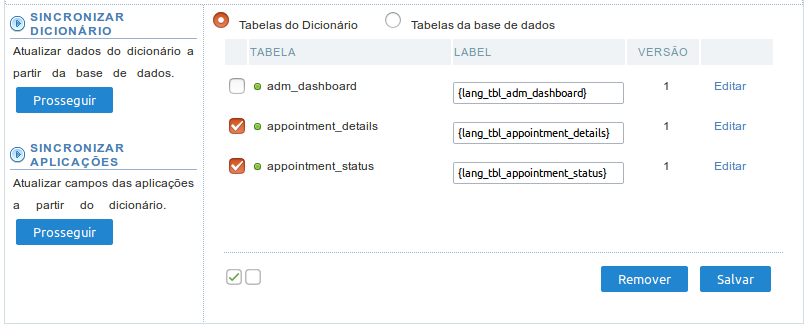 SINCRONIZAR
DICIONÁRIO
Atualizar dados do dicionário a
partir da base de dados.
Prosseguir
SINCRONIZAR
APLICAÇÕES
Atualizar campos das aplicações
a partir do dicionário.
Prosseguir
Tabelas do Dicionário Tabelas da base de dados
TABELA LABEL VERSÃO
adm_dashboard {lang_tbl_adm_dashboard} 1 Editar
appointment_details {lang_tbl_appointment_details} 1 Editar
appointment_status {lang_tbl_appointment_status} 1 Editar
Remover Salvar